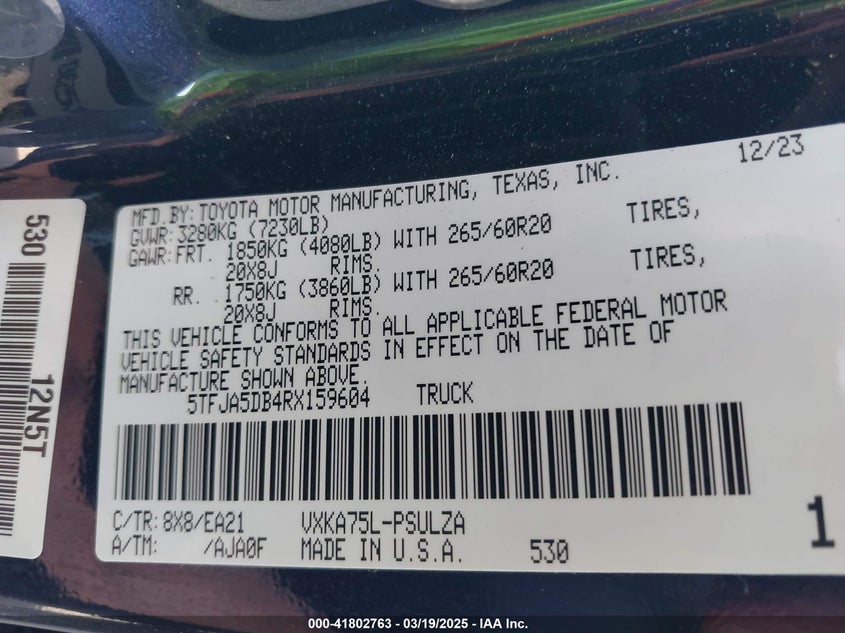 12/23
MFD.BY:TOYOTA MOTOR MANUFACTURING, TEXAS, INC.
GVWR:3280KG (7230LB)
GAWR:FRT. 1850KG (4080LB) WITH 265/60R20 TIRES,
20X8J RIMS.
RR. 1750KG (3860LB) WITH 265/60R20 TIRES,
20X8J RIMS.
THIS VEHICLE CONFORMS TO ALL APPLICABLE FEDERAL MOTOR
VEHICLE SAFETY STANDARDS IN EFFECT ON THE DATE OF
MANUFACTURE SHOWN ABOVE.
5TFJA5DB4RX159604 TRUCK
C/TR:8X8/EA21 VXKA75L-PSULZA
A/TM: /AJA0F MADE IN U.S.A. 530
1
530
12N5T
000-41802763 - 03/19/2025 - IAA Inc.